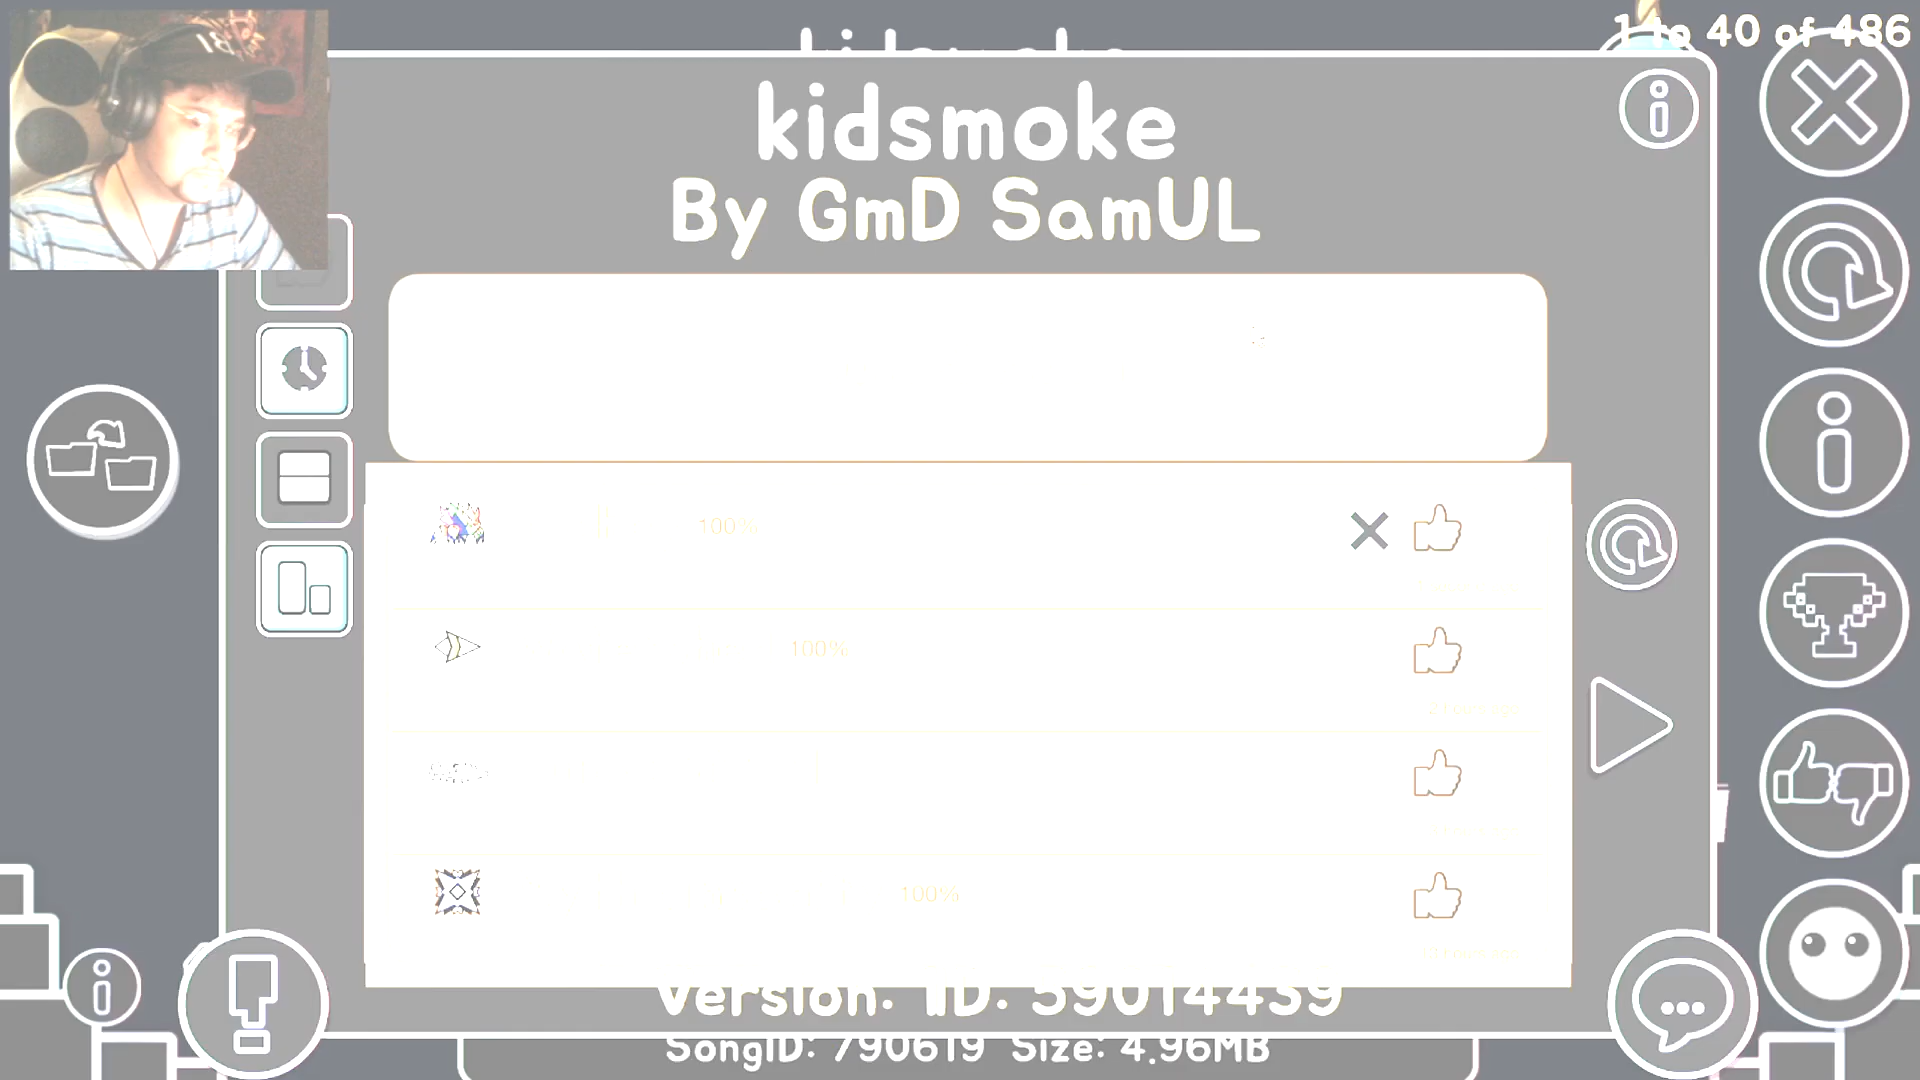 1 to 40 of 486
kidsmoke
kidsmoke
By GmD SamUL
100%
100%
100%
Version: ID: 59014439
SongID: 790619 Size: 4.96MB